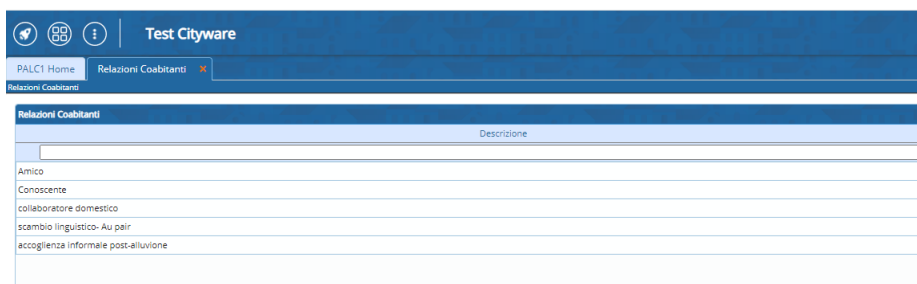 Test Cityware
PALC1 Home
Relazioni Coabitanti
Relazioni Coabitanti
Relazioni Coabitanti
Descrizione
Amico
Conoscente
collaboratore domestico
scambio linguistico- Au pair
accoglienza informale post-alluvione